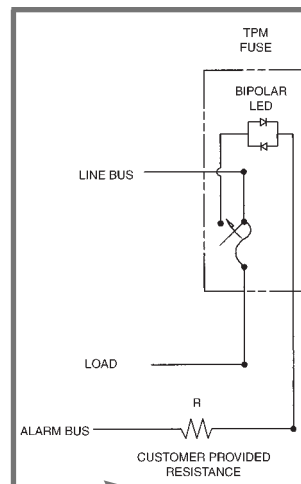 TPM
FUSE
BIPOLAR
LED
LINE BUS
LOAD
R
ALARM BUS
CUSTOMER PROVIDED
RESISTANCE